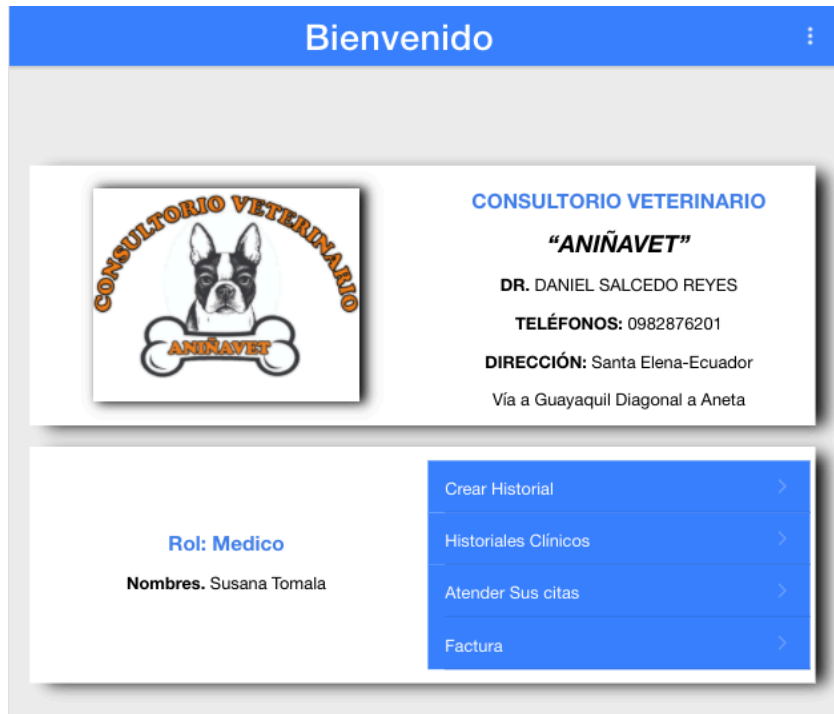 Bienvenido
CONSULTORIO VETERINARIO
ANIÑAVET
CONSULTORIO VETERINARIO
“ANIÑAVET”
DR. DANIEL SALCEDO REYES
TELÉFONOS: 0982876201
DIRECCIÓN: Santa Elena-Ecuador
Vía a Guayaquil Diagonal a Aneta
Rol: Medico
Nombres. Susana Tomala
Crear Historial
Historiales Clínicos
Atender Sus citas
Factura